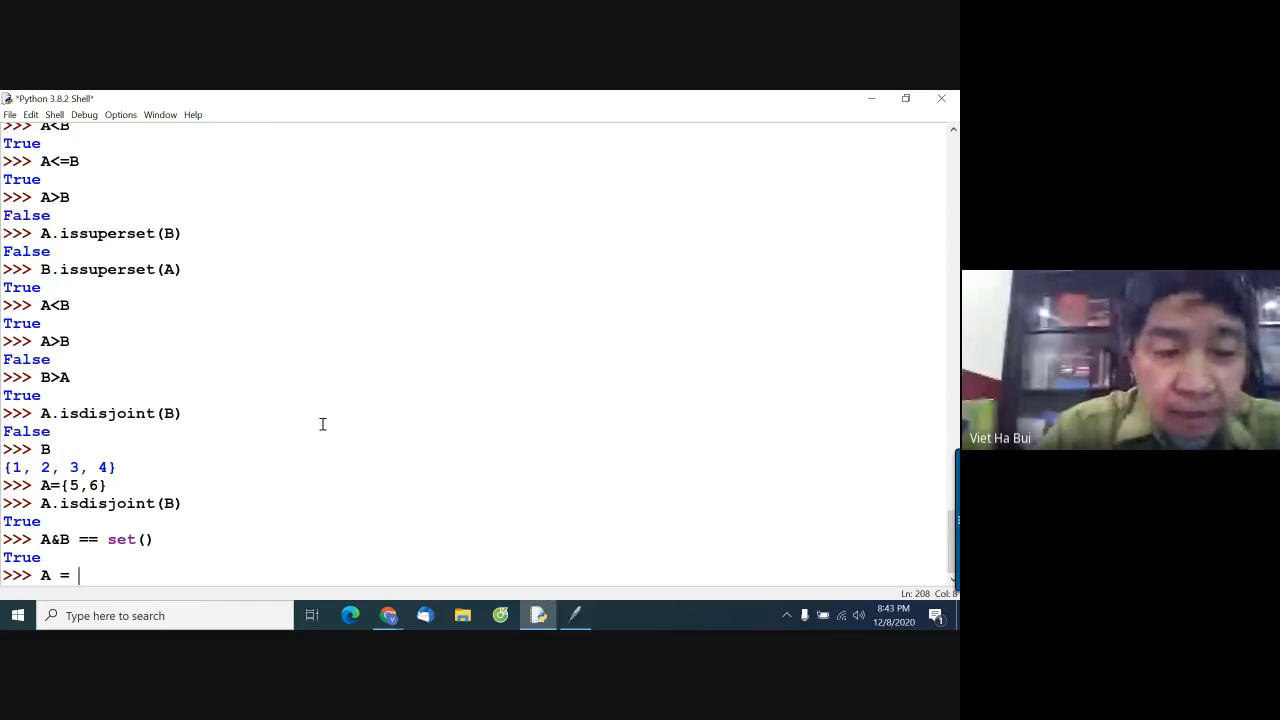 *Python 3.8.2 Shell*
File Edit Shell Debug Options Window Help
>>> A<B
True
>>> A<=B
True
>>> A>B
False
>>> A.issuperset(B)
False
>>> B.issuperset(A)
True
>>> A<B
True
>>> A>B
False
>>> B>A
True
>>> A.isdisjoint(B)
False
>>> B
{1, 2, 3, 4}
>>> A={5,6}
>>> A.isdisjoint(B)
True
>>> A&B == set()
True
>>> A =
Ln: 208 Col: 8
Type here to search
8:43 PM
12/8/2020
1
Viet Ha Bui